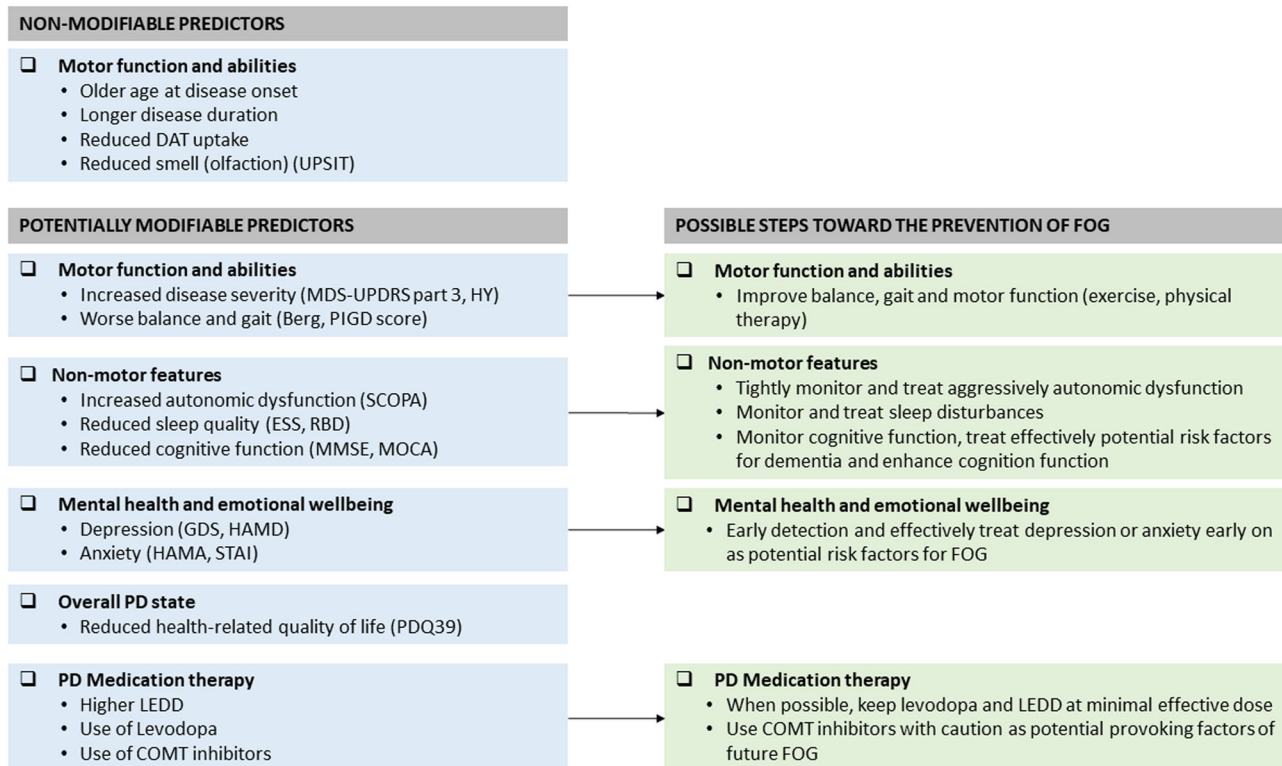 NON-MODIFIABLE PREDICTORS
❑ Motor function and abilities
• Older age at disease onset
• Longer disease duration
• Reduced DAT uptake
• Reduced smell (olfaction) (UPSIT)
POTENTIALLY MODIFIABLE PREDICTORS
❑ Motor function and abilities
• Increased disease severity (MDS-UPDRS part 3, HY)
• Worse balance and gait (Berg, PIGD score)
❑ Non-motor features
• Increased autonomic dysfunction (SCOPA)
• Reduced sleep quality (ESS, RBD)
• Reduced cognitive function (MMSE, MOCA)
❑ Mental health and emotional wellbeing
• Depression (GDS, HAMD)
• Anxiety (HAMA, STAI)
❑ Overall PD state
• Reduced health-related quality of life (PDQ39)
❑ PD Medication therapy
• Higher LEDD
• Use of Levodopa
• Use of COMT inhibitors
POSSIBLE STEPS TOWARD THE PREVENTION OF FOG
❑ Motor function and abilities
• Improve balance, gait and motor function (exercise, physical
therapy)
❑ Non-motor features
• Tightly monitor and treat aggressively autonomic dysfunction
• Monitor and treat sleep disturbances
• Monitor cognitive function, treat effectively potential risk factors
for dementia and enhance cognition function
❑ Mental health and emotional wellbeing
• Early detection and effectively treat depression or anxiety early on
as potential risk factors for FOG
❑ PD Medication therapy
• When possible, keep levodopa and LEDD at minimal effective dose
• Use COMT inhibitors with caution as potential provoking factors of
future FOG